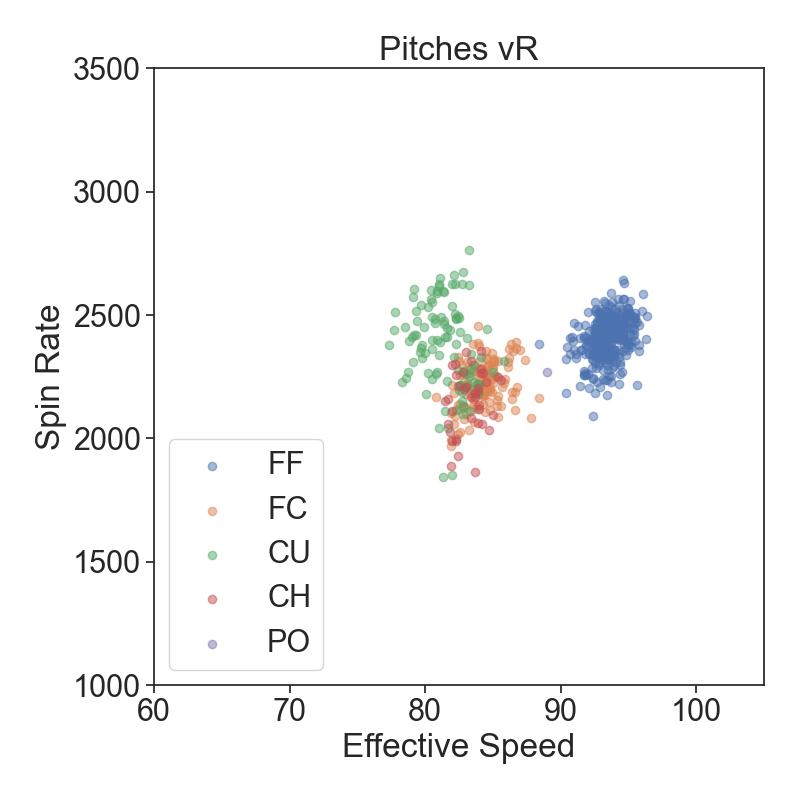 Pitches vR
3500
3000
2500
2000
1500
1000
Spin Rate
FF
FC
CU
CH
PO
60 70 80 90 100
Effective Speed